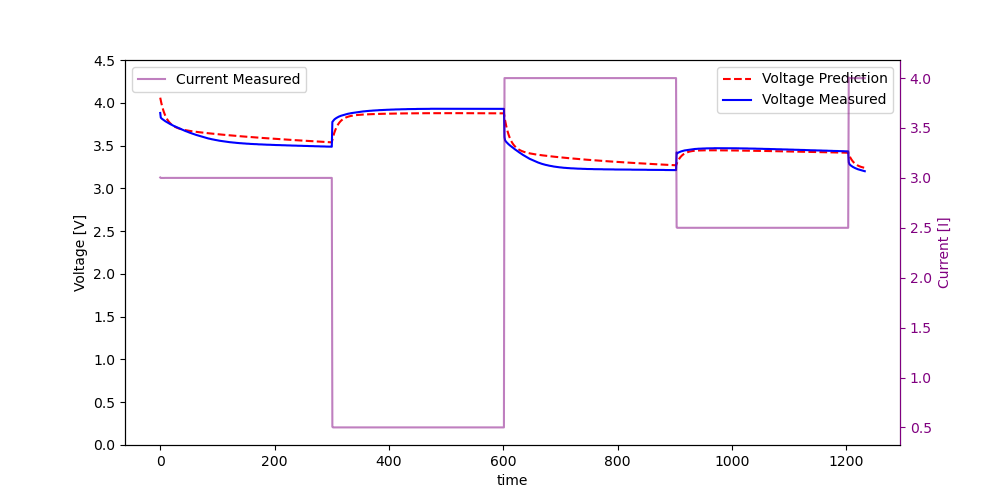 Current Measured
Voltage Prediction
Voltage Measured
4.5
4.0
3.5
3.0
2.5
2.0
1.5
1.0
0.5
0.0
Voltage [V]
4.0
3.5
3.0
2.5
2.0
1.5
1.0
0.5
Current [I]
0 200 400 600 800 1000 1200
time